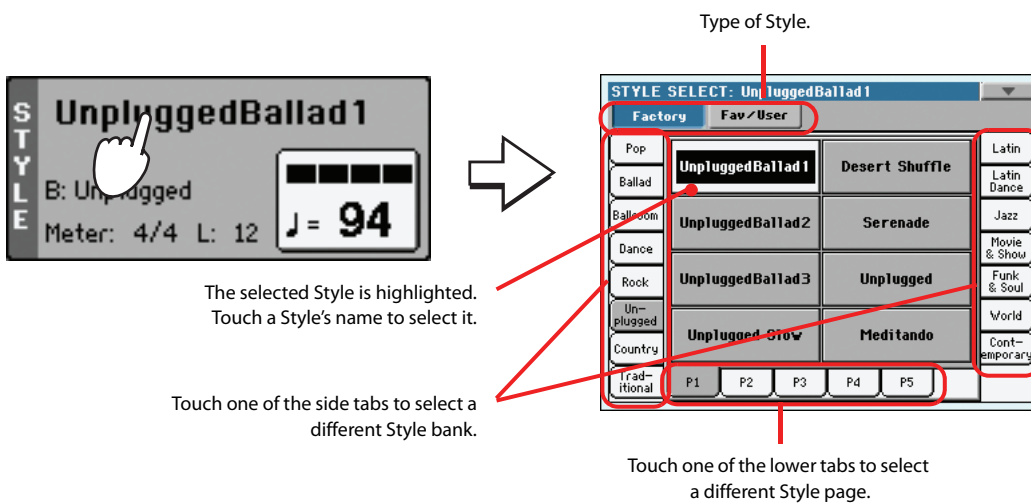 Type of Style.
STYLE
UnpluggedBallad1
B: Unplugged
Meter: 4/4 L: 12
♩= 94
STYLE SELECT: UnpluggedBallad1
Factory Fav/User
Pop
Ballad
Ballroom
Dance
Rock
Un-
plugged
Country
Trad-
itional
UnpluggedBallad1 Desert Shuffle
UnpluggedBallad2 Serenade
UnpluggedBallad3 Unplugged
Unplugged Slow Meditando
Latin
Latin
Dance
Jazz
Movie
& Show
Funk
& Soul
World
Cont-
emporary
P1 P2 P3 P4 P5
The selected Style is highlighted.
Touch a Style’s name to select it.
Touch one of the side tabs to select a
different Style bank.
Touch one of the lower tabs to select
a different Style page.